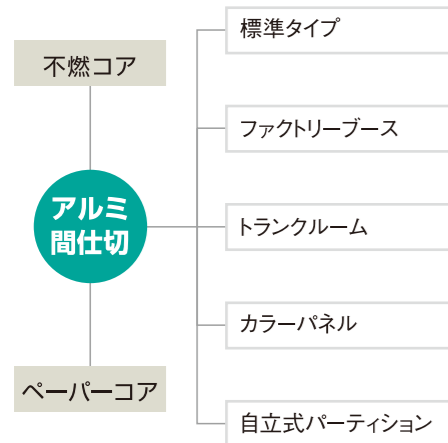 不燃コア
アルミ
間仕切
ペーパーコア
標準タイプ
ファクトリーブース
トランクルーム
カラーパネル
自立式パーティション